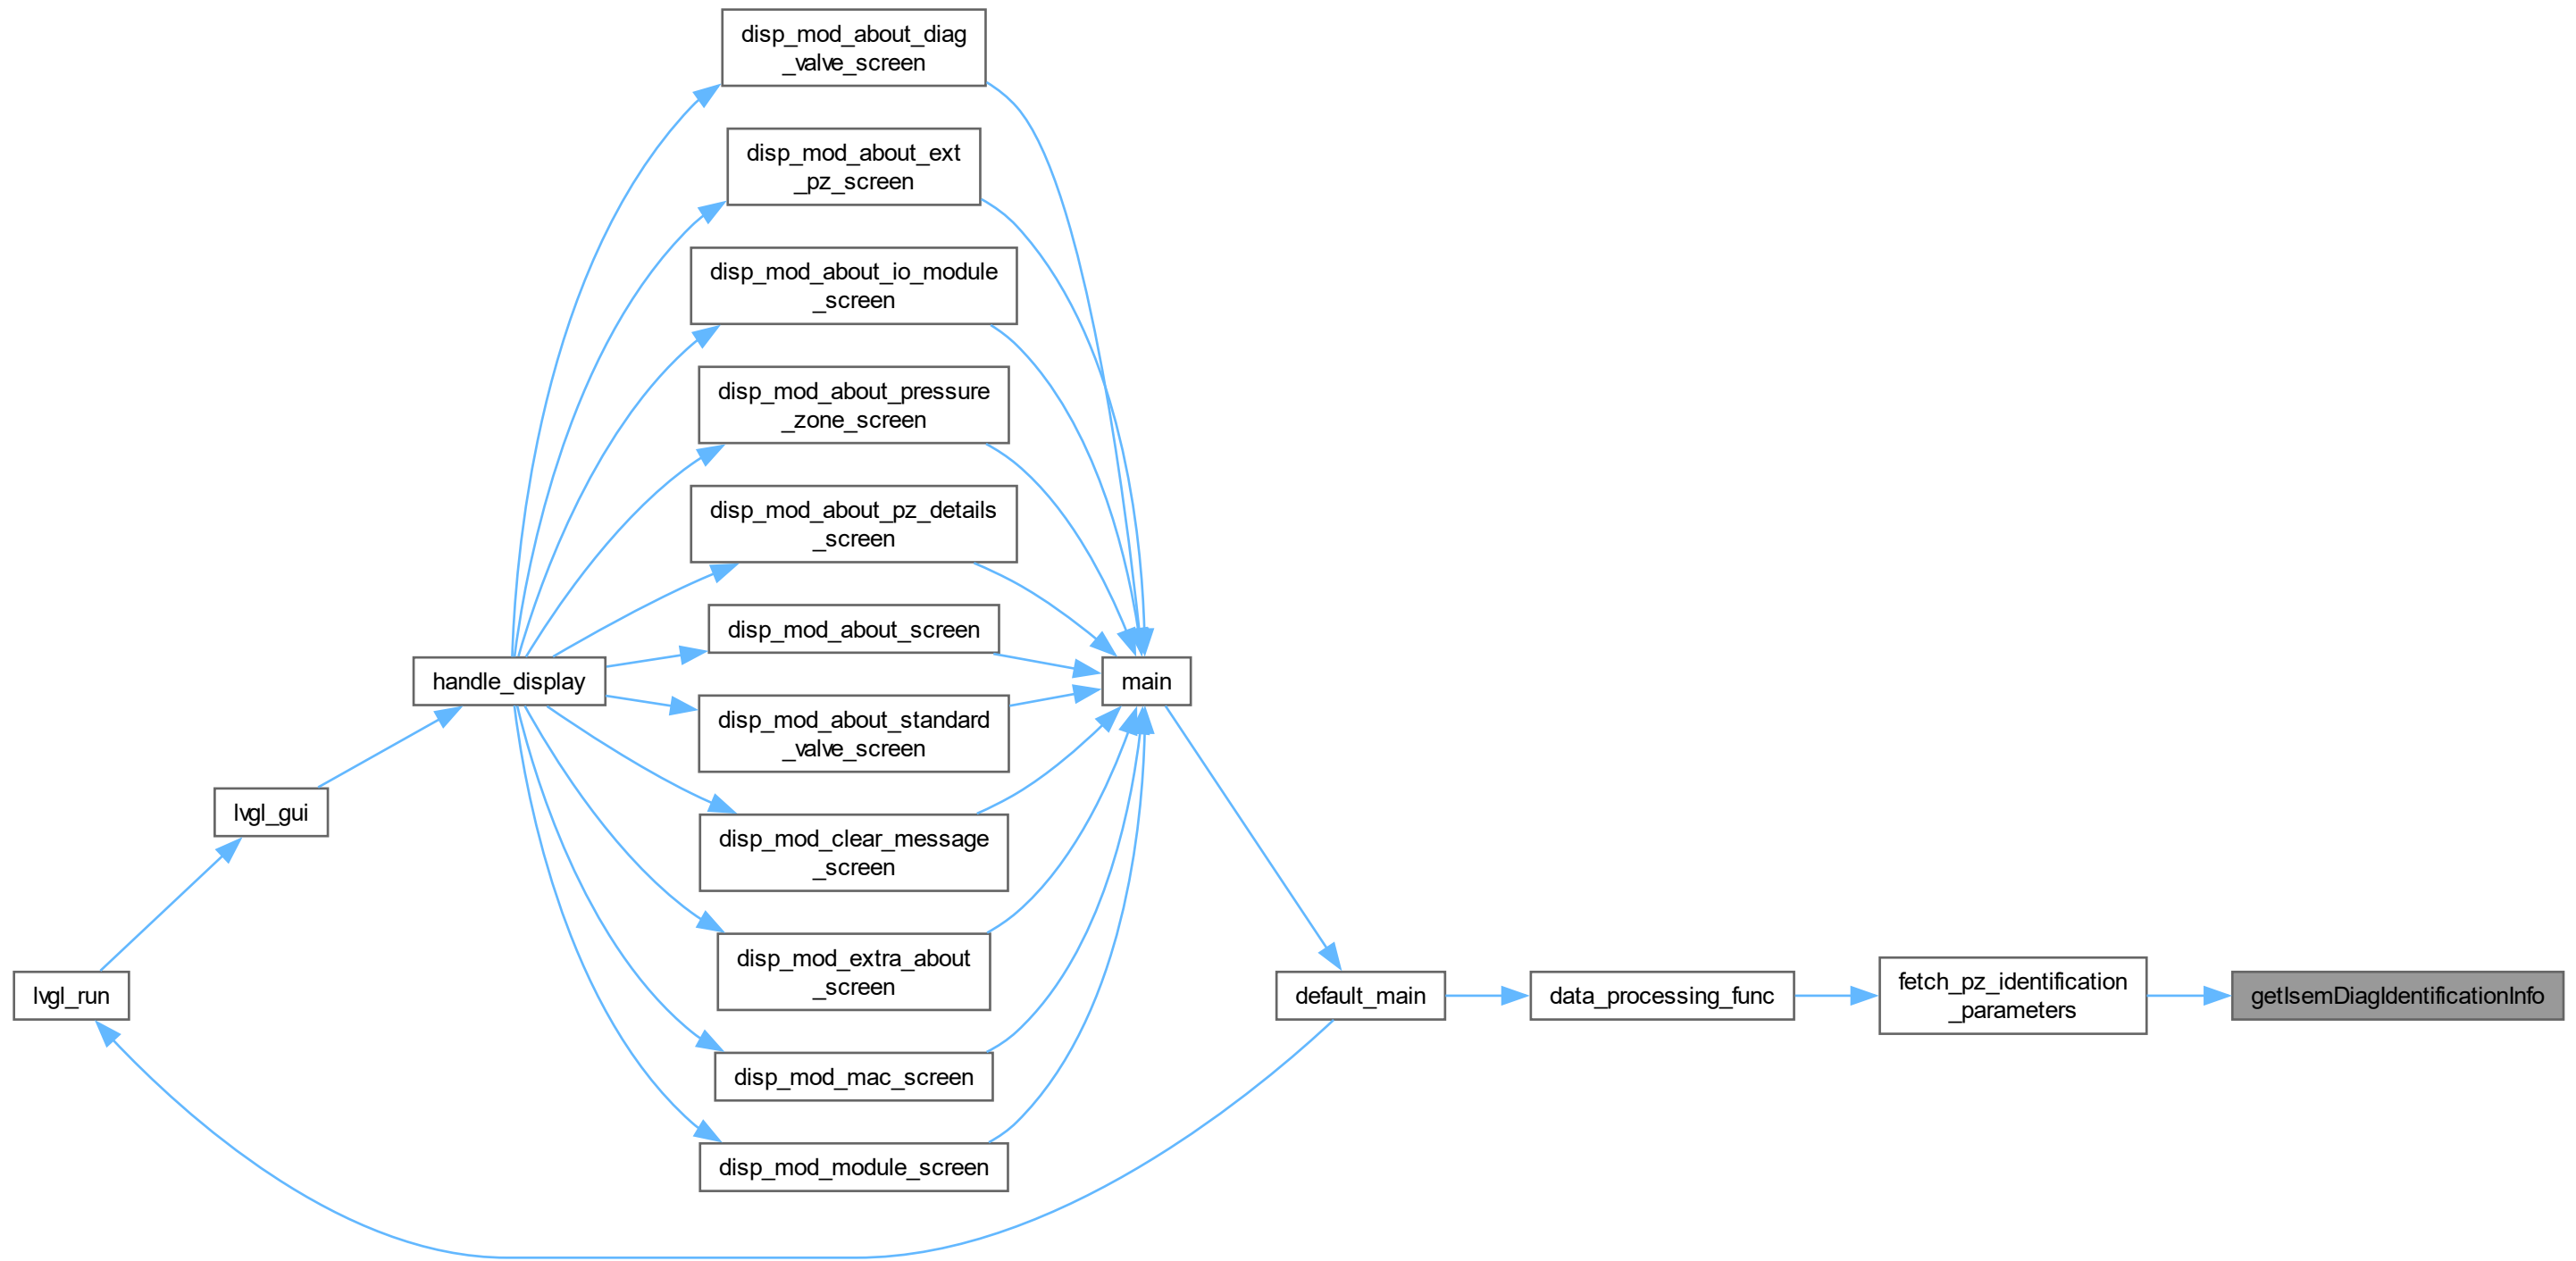 disp_mod_about_diag
_valve_screen
disp_mod_about_ext
_pz_screen
disp_mod_about_io_module
_screen
disp_mod_about_pressure
_zone_screen
disp_mod_about_pz_details
_screen
disp_mod_about_screen
handle_display
main
disp_mod_about_standard
_valve_screen
lvgl_gui
disp_mod_clear_message
_screen
disp_mod_extra_about
_screen
lvgl_run
default_main
data_processing_func
fetch_pz_identification
_parameters
getIsemDiagIdentificationInfo
disp_mod_mac_screen
disp_mod_module_screen